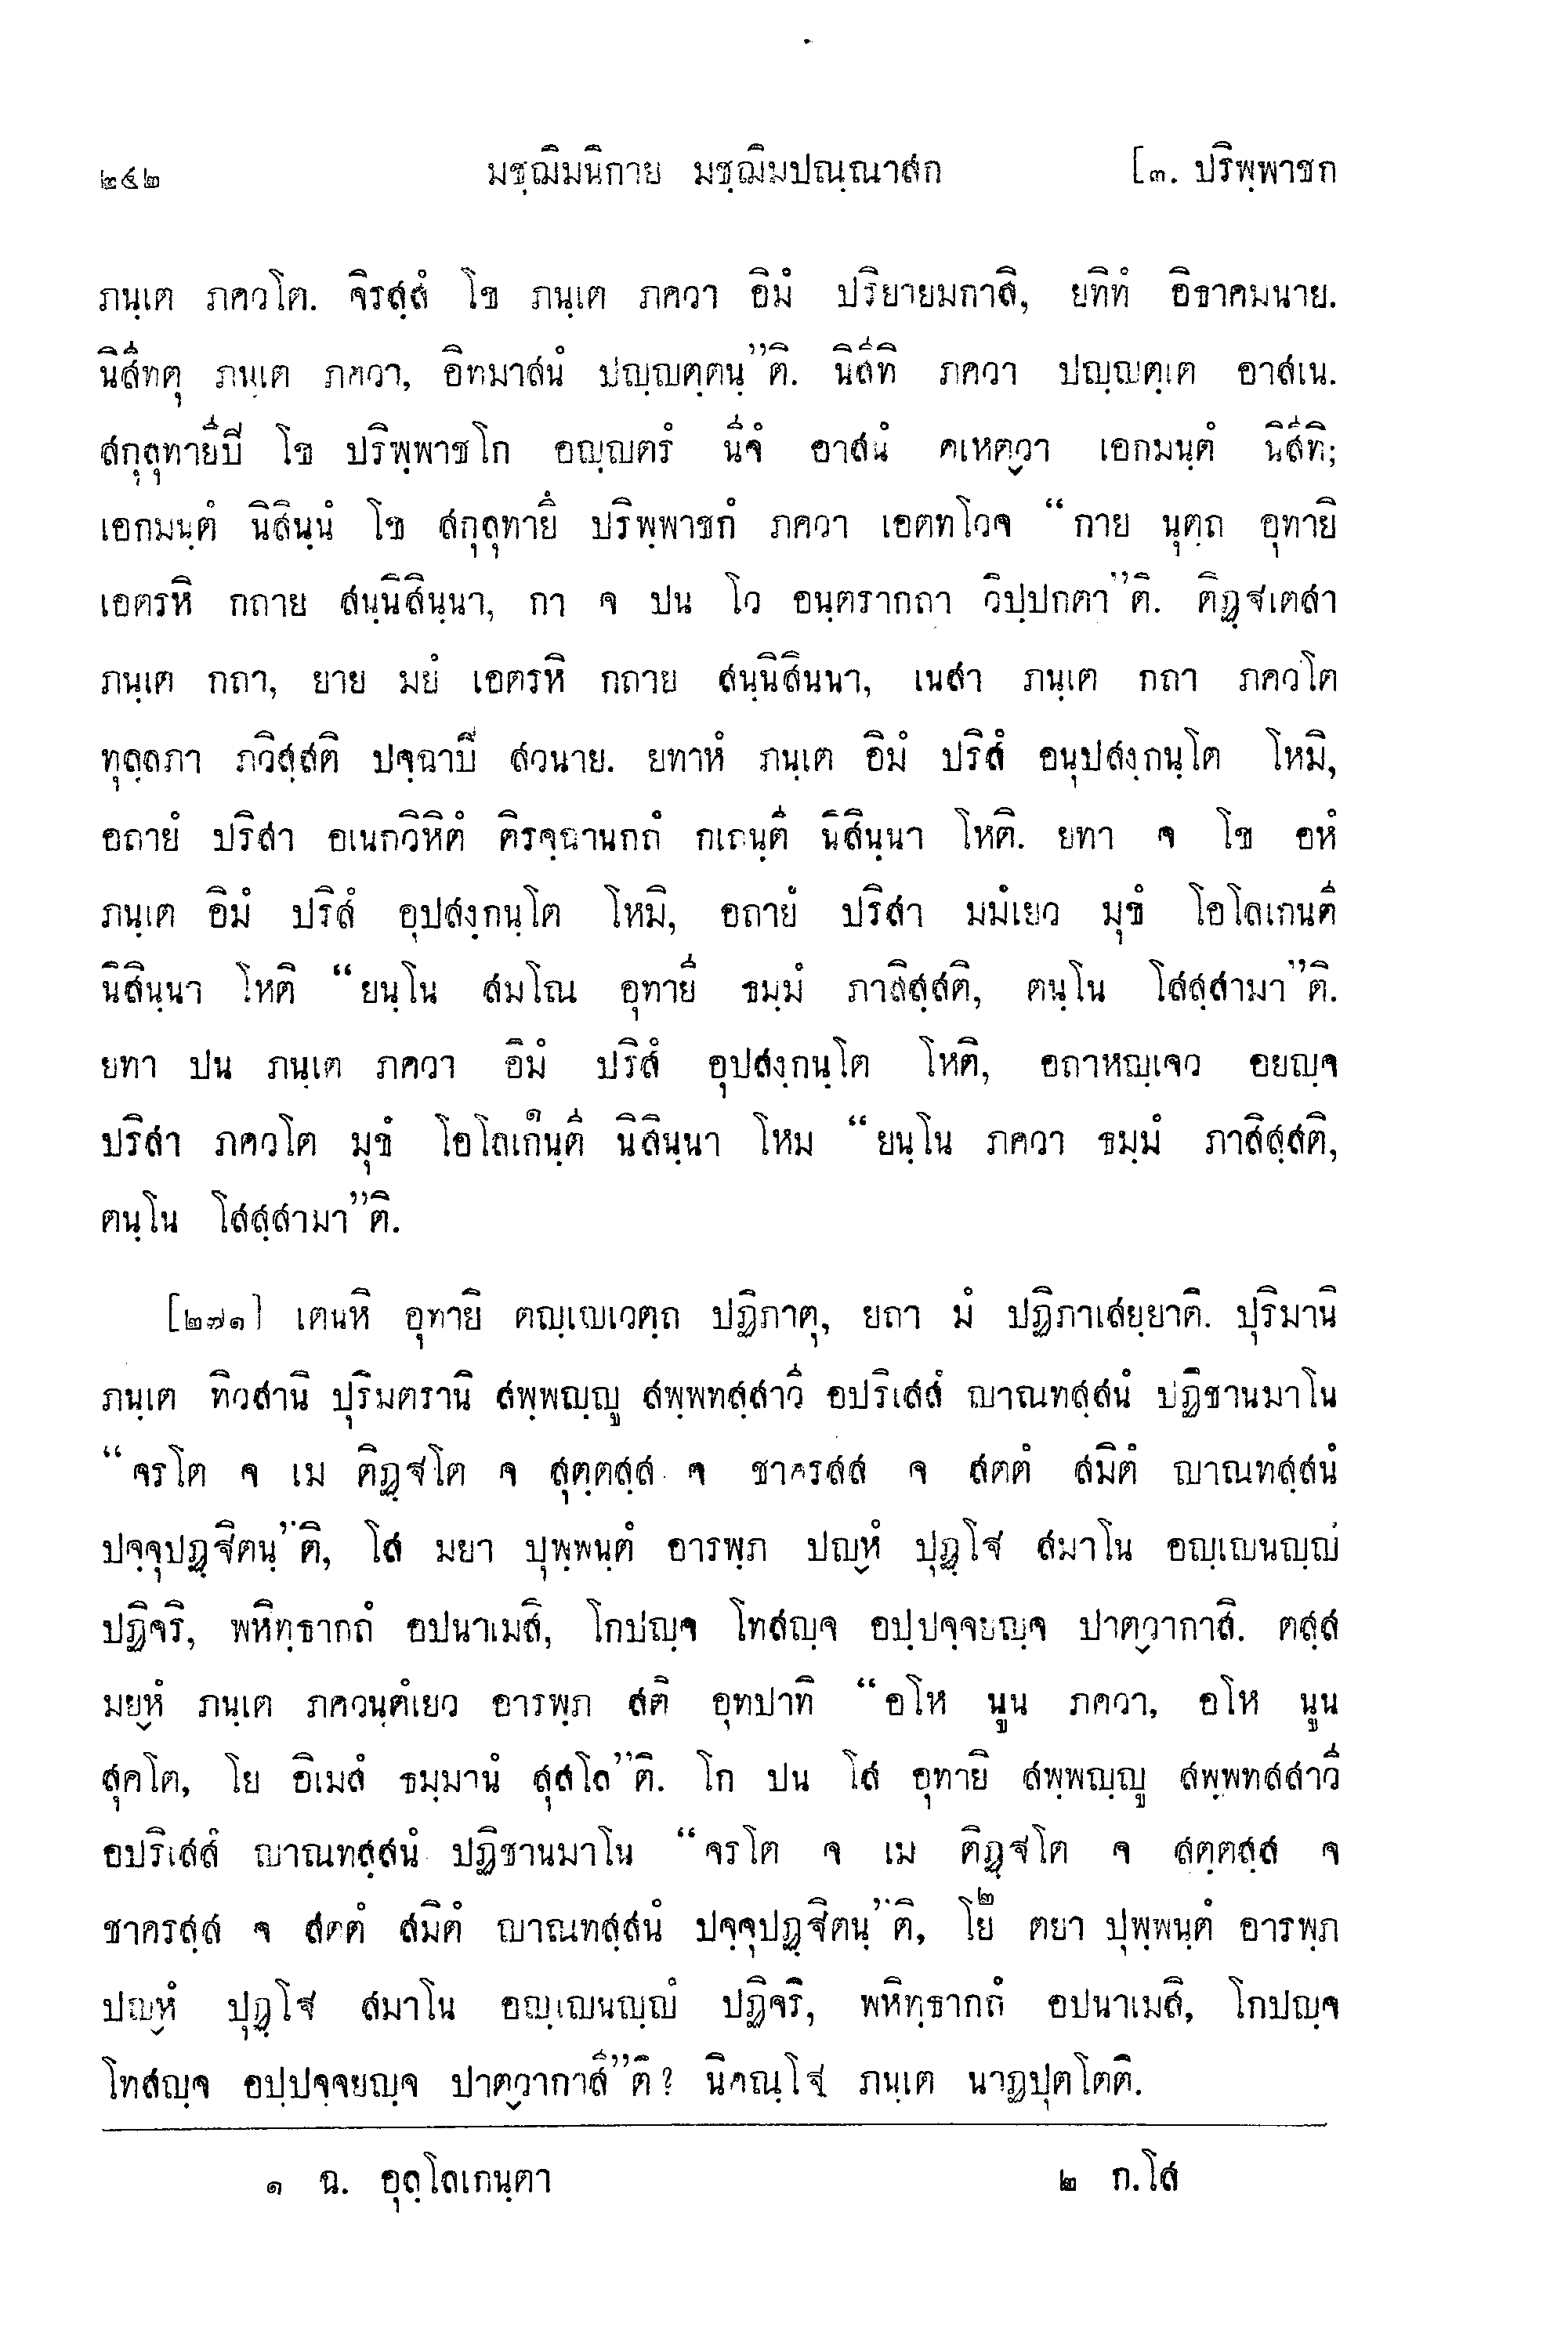 ๒๕๒ มชฺฌิมนิกาย มชฺฌิมปณฺณาสก [๓. ปริพฺพาชก
ภนฺเต ภควโต. จิรสฺสํ โข ภนฺเต ภควา อิมํ ปริยายมกาสิ, ยทิทํ อิธาคมนาย.
นิสีทตุ ภนฺเต ภควา, อิทมาสนํ ปญฺญตฺตนฺ”ติ. นิสีทิ ภควา ปญฺญตฺเต อาสเน.
สกุลุทายีปิ โข ปริพฺพาชโก อญฺญตรํ นีจํ อาสนํ คเหตฺวา เอกมนฺตํ นิสีทิ;
เอกมนฺตํ นิสินฺนํ โข สกุลุทายึ ปริพฺพาชกํ ภควา เอตทโวจ “กาย นุตฺถ อุทายิ
เอตรหิ กถาย สนฺนิสินฺนา, กา จ ปน โว อนฺตรากถา วิปฺปกตา”ติ. ติฏฺฐเตสา
ภนฺเต กถา, ยาย มยํ เอตรหิ กถาย สนฺนิสินนา, เนสา ภนฺเต กถา ภควโต
ทุลฺลภา ภวิสฺสติ ปจฺฉาปิ สวนาย. ยทาหํ ภนฺเต อิมํ ปริสํ อนุปสงฺกนฺโต โหมิ,
อถายํ ปริสา อเนกวิหิตํ ติรจฺฉานกถํ กเถนฺตี นิสินฺนา โหติ. ยทา จ โข อหํ
ภนฺเต อิมํ ปริสํ อุปสงฺกนฺโต โหมิ, อถายํ ปริสา มมํเยว มุขํ โอโลเกนตี
นิสินฺนา โหติ “ยนฺโน สมโณ อุทายี ธมฺมํ ภาสิสฺสติ, ตนฺโน โสสฺสามา”ติ.
ยทา ปน ภนฺเต ภควา อิมํ ปริสํ อุปสงฺกนฺโต โหติ, อถาหญฺเจว อยญฺจ
ปริสา ภควโต มุขํ โอโลเก๑นฺตี นิสินฺนา โหม “ยนฺโน ภควา ธมฺมํ ภาสิสฺสติ,
ตนฺโน โสสฺสามา”ติ.
[๒๗๑] เตนหิ อุทายิ ตญฺเญเวตฺถ ปฏิภาตุ, ยถา มํ ปฏิภาเสยฺยาติ. ปุริมานิ
ภนฺเต ทิวสานิ ปุริมตรานิ สพฺพญฺญู สพฺพทสฺสาวี อปริเสสํ ญาณทสฺสนํ ปฏิชานมาโน
“จรโต จ เม ติฏฺฐโต จ สุตฺตสฺส จ ชาครสส จ สตตํ สมิตํ ญาณทสฺสนํ
ปจฺจุปฏฺฐิตนฺ”ติ, โส มยา ปุพฺพนฺตํ อารพฺภ ปญฺหํ ปุฏฺโฐ สมาโน อญฺเญนญฺญํ
ปฏิจริ, พหิทฺธากถํ อปนาเมสิ, โกปญฺจ โทสญฺจ อปฺปจฺจยญฺจ ปาตฺวากาสิ. ตสฺส
มยฺหํ ภนฺเต ภควนฺตํเยว อารพฺภ สติ อุทปาทิ “อโห นูน ภควา, อโห นูน
สุคโต, โย อิเมสํ ธมฺมานํ สุสโล”ติ. โก ปน โส อุทายิ สพฺพญฺญู สพฺพทสสาวี
อปริเสสํ ญาณทสฺสนํ ปฏิชานมาโน “จรโต จ เม ติฏฺฐโต จ สตฺตสฺส จ
ชาครสฺส จ สตตํ สมิตํ ญาณทสฺสนํ ปจฺจุปฏฺฐิตนฺ”ติ, โย๒ ตยา ปุพฺพนฺตํ อารพฺภ
ปญฺหํ ปุฏฺโฐ สมาโน อญฺเญนญฺญํ ปฏิจริ, พหิทฺธากถํ อปนาเมสิ, โกปญฺจ
โทสญฺจ อปฺปจฺจยญฺจ ปาตฺวากาสี”ติ? นิคณฺโฐ ภนฺเต นาฏปุตโตติ.
๑ ฉ. อุลฺโลเกนฺตา ๒ ก.โส